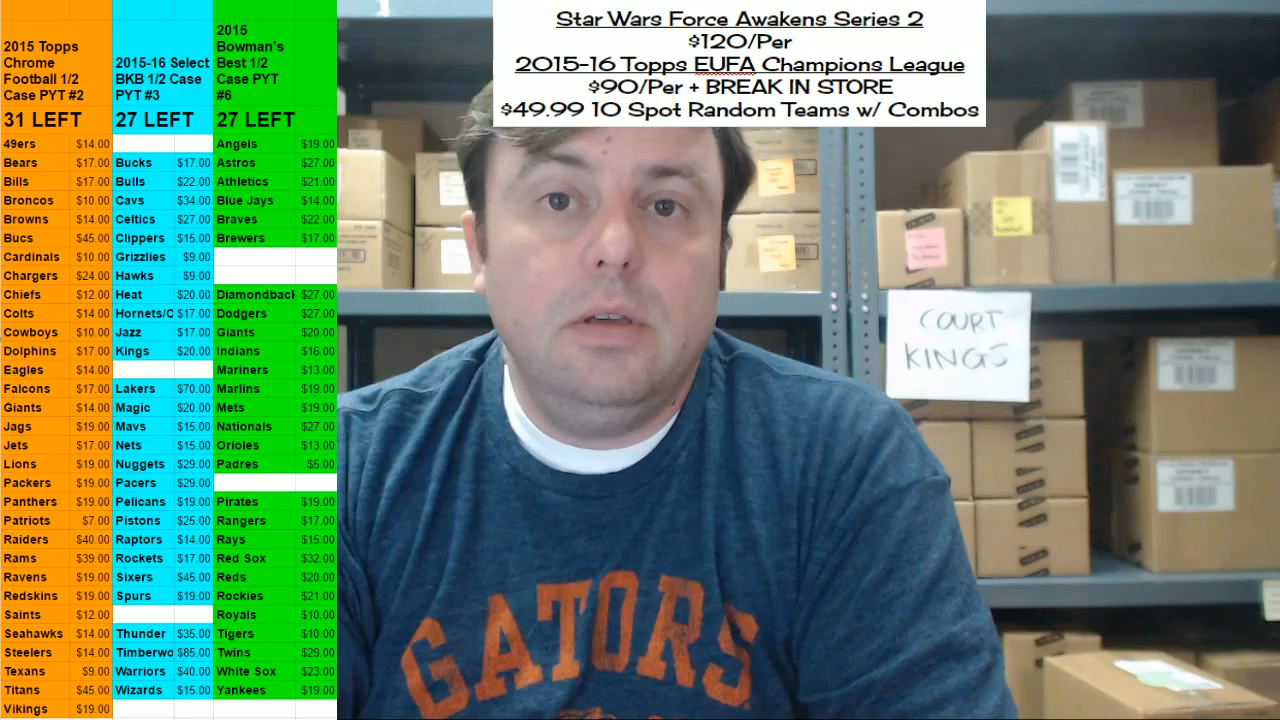 2015 Topps
Chrome
Football 1/2
Case PYT #2
31 LEFT
49ers $14.00
Bears $17.00
Bills $17.00
Broncos $10.00
Browns $14.00
Bucs $45.00
Cardinals $10.00
Chargers $24.00
Chiefs $12.00
Colts $14.00
Cowboys $10.00
Dolphins $17.00
Eagles $14.00
Falcons $17.00
Giants $14.00
Jags $19.00
Jets $17.00
Lions $19.00
Packers $19.00
Panthers $19.00
Patriots $7.00
Raiders $40.00
Rams $39.00
Ravens $19.00
Redskins $19.00
Saints $12.00
Seahawks $14.00
Steelers $14.00
Texans $9.00
Titans $45.00
Vikings $19.00
2015-16 Select
BKB 1/2 Case
PYT #3
27 LEFT
Bucks $17.00
Bulls $22.00
Cavs $34.00
Celtics $27.00
Clippers $15.00
Grizzlies $9.00
Hawks $9.00
Heat $20.00
Hornets/C $17.00
Jazz $17.00
Kings $20.00
Lakers $70.00
Magic $20.00
Mavs $15.00
Nets $15.00
Nuggets $29.00
Pacers $29.00
Pelicans $19.00
Pistons $25.00
Raptors $14.00
Rockets $17.00
Sixers $45.00
Spurs $19.00
Thunder $35.00
Timberwo $85.00
Warriors $40.00
Wizards $15.00
2015
Bowman's
Best 1/2
Case PYT
#6
27 LEFT
Angels $19.00
Astros $27.00
Athletics $21.00
Blue Jays $14.00
Braves $22.00
Brewers $17.00
Diamondback $27.00
Dodgers $27.00
Giants $20.00
Indians $16.00
Mariners $13.00
Marlins $19.00
Mets $19.00
Nationals $27.00
Orioles $13.00
Padres $5.00
Pirates $19.00
Rangers $17.00
Rays $15.00
Red Sox $32.00
Reds $20.00
Rockies $21.00
Royals $10.00
Tigers $10.00
Twins $29.00
White Sox $23.00
Yankees $19.00
Star Wars Force Awakens Series 2
$120/Per
2015-16 Topps EUFA Champions League
$90/Per + BREAK IN STORE
$49.99 10 Spot Random Teams w/ Combos
COURT
KINGS
GATORS